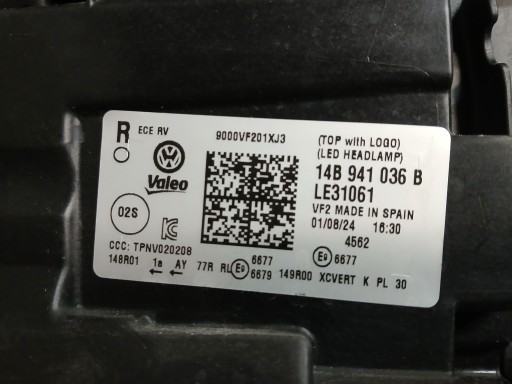 R ECE RV
9000VF201XJ3
(TOP with LOGO)
(LED HEADLAMP)
14B 941 036 B
LE31061
VF2 MADE IN SPAIN
01/08/24 16:30
4562
Valeo
02S
CCC: TPNV020208
148R01 1a AY 77R RL E9 6677
6679 149R00 XCVERT K PL 30
E9 6677